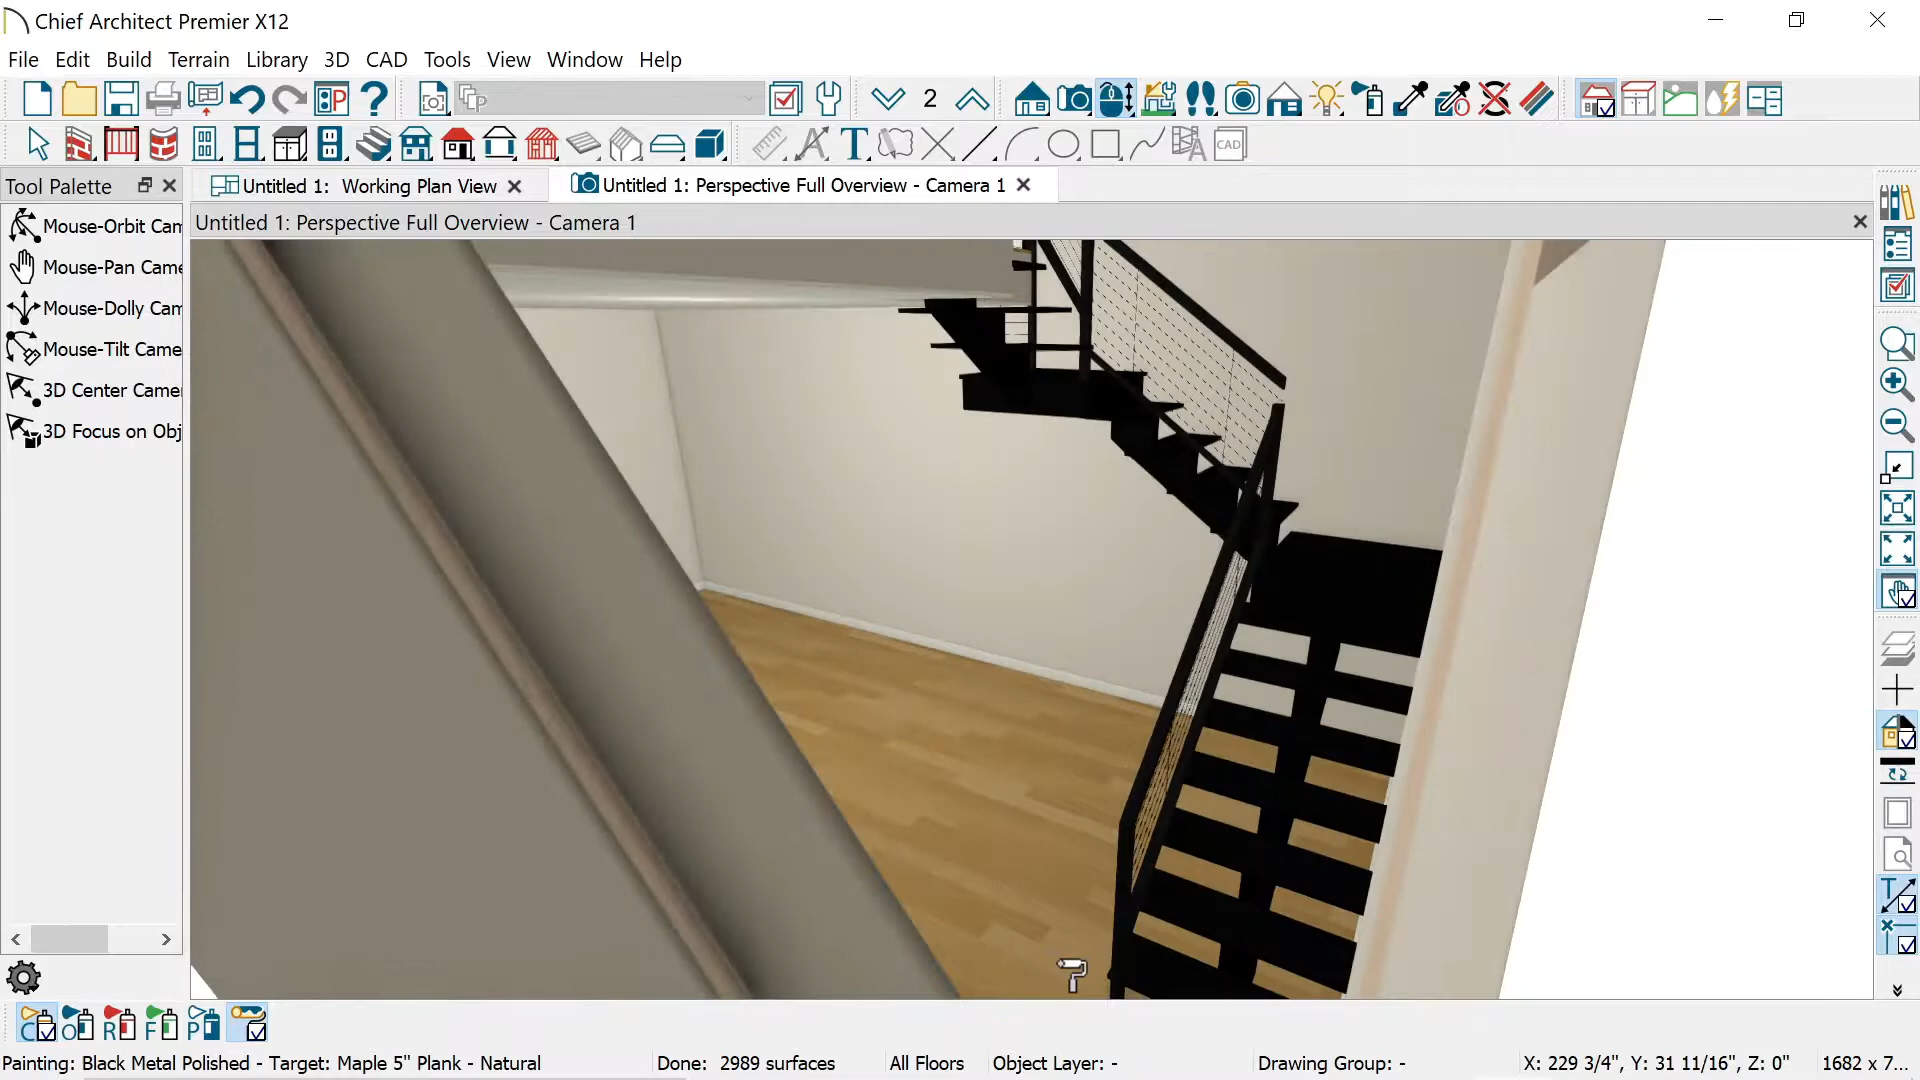 Chief Architect Premier X12
File Edit Build Terrain Library 3D CAD Tools View Window Help
2
T CAD
Tool Palette
Untitled 1: Working Plan View
Untitled 1: Perspective Full Overview - Camera 1
Untitled 1: Perspective Full Overview - Camera 1
Mouse-Orbit Cam
Mouse-Pan Came
Mouse-Dolly Cam
Mouse-Tilt Came
3D Center Camer
3D Focus on Obj
C O R F P
Painting: Black Metal Polished - Target: Maple 5" Plank - Natural
Done: 2989 surfaces
All Floors
Object Layer: -
Drawing Group: -
X: 229 3/4", Y: 31 11/16", Z: 0"
1682 x 7...